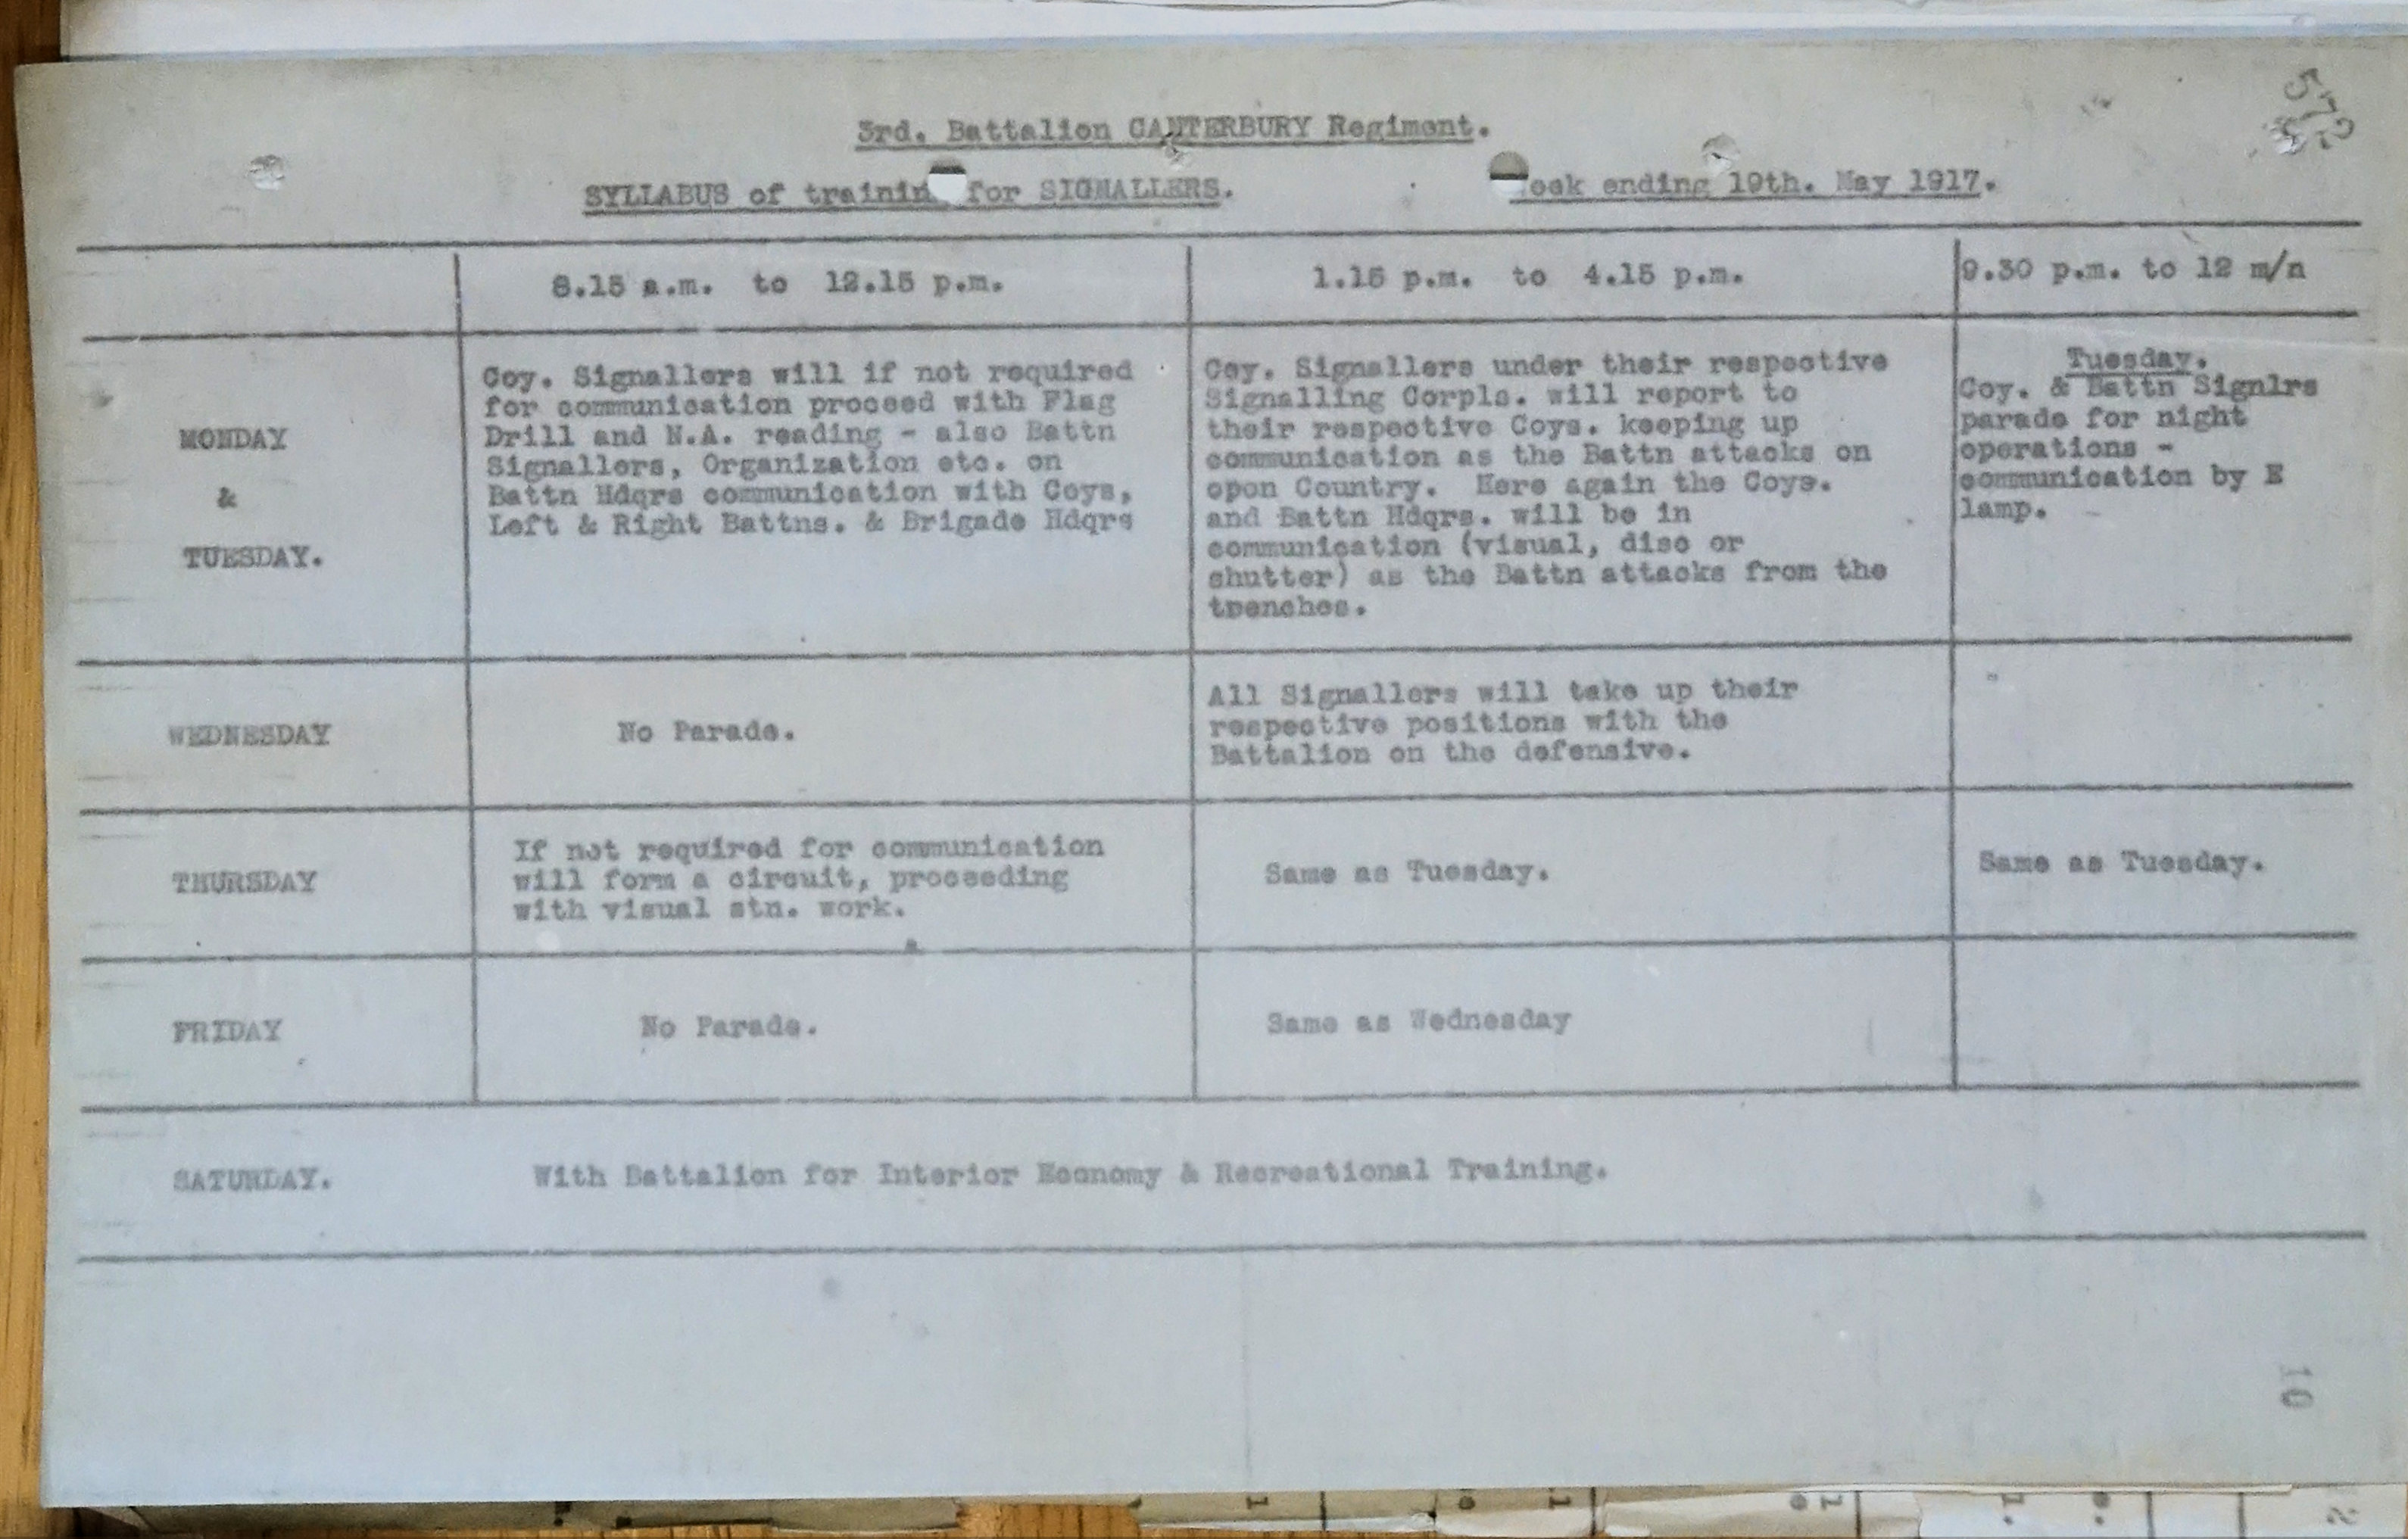 572
3rd. Battalion CANTERBURY Regiment.
SYLLABUS of trainin for SIGNALLERS.
eek ending 19th. May 1917.
8.15 a.m. to 12.15 p.m.
1.15 p.m. to 4.15 p.m.
9.30 p.m. to 12 m/n
MONDAY
&
TUESDAY.
Coy. Signallers will if not required
for communication proceed with Flag
Drill and N.A. reading - also Battn
Signallers, Organization etc. on
Battn Hdqrs communication with Coys,
Left & Right Battns. & Brigade Hdqrs
Coy. Signallers under their respective
Signalling Corpls. will report to
their respective Coys. keeping up
communication as the Battn attacks on
open Country. Here again the Coys.
and Battn Hdqrs. will be in
communication (visual, disc or
shutter) as the Battn attacks from the
trenches.
Tuesday.
Coy. & Battn Signlrs
parade for night
operations -
communication by E
lamp.
WEDNESDAY
No Parade.
All Signallers will take up their
respective positions with the
Battalion on the defensive.
THURSDAY
If not required for communication
will form a circuit, proceeding
with visual stn. work.
Same as Tuesday.
Same as Tuesday.
FRIDAY
No Parade.
Same as Wednesday
SATURDAY.
With Battalion for Interior Economy & Recreational Training.
10